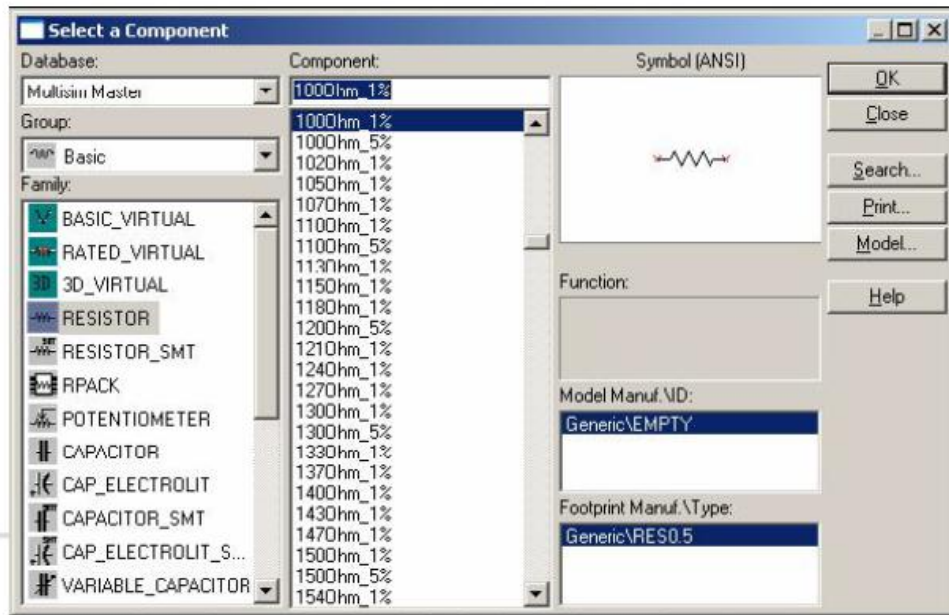 Select a Component
Database:
Multisim Master
Group:
Basic
Family:
BASIC_VIRTUAL
RATED_VIRTUAL
3D
3D_VIRTUAL
RESISTOR
RESISTOR_SMT
RPACK
POTENTIOMETER
CAPACITOR
CAP_ELECTROLIT
CAPACITOR_SMT
CAP_ELECTROLIT_S...
VARIABLE_CAPACITOR
Component:
100Ohm_1%
100Ohm_1%
100Ohm_5%
102Ohm_1%
105Ohm_1%
107Ohm_1%
110Ohm_1%
110Ohm_5%
113Ohm_1%
115Ohm_1%
118Ohm_1%
120Ohm_5%
121Ohm_1%
124Ohm_1%
127Ohm_1%
130Ohm_1%
130Ohm_5%
133Ohm_1%
137Ohm_1%
140Ohm_1%
143Ohm_1%
147Ohm_1%
150Ohm_1%
150Ohm_5%
154Ohm_1%
Symbol (ANSI)
Function:
Model Manuf.\ID:
Generic\EMPTY
Footprint Manuf.\Type:
Generic\RES0.5
OK
Close
Search...
Print...
Model...
Help